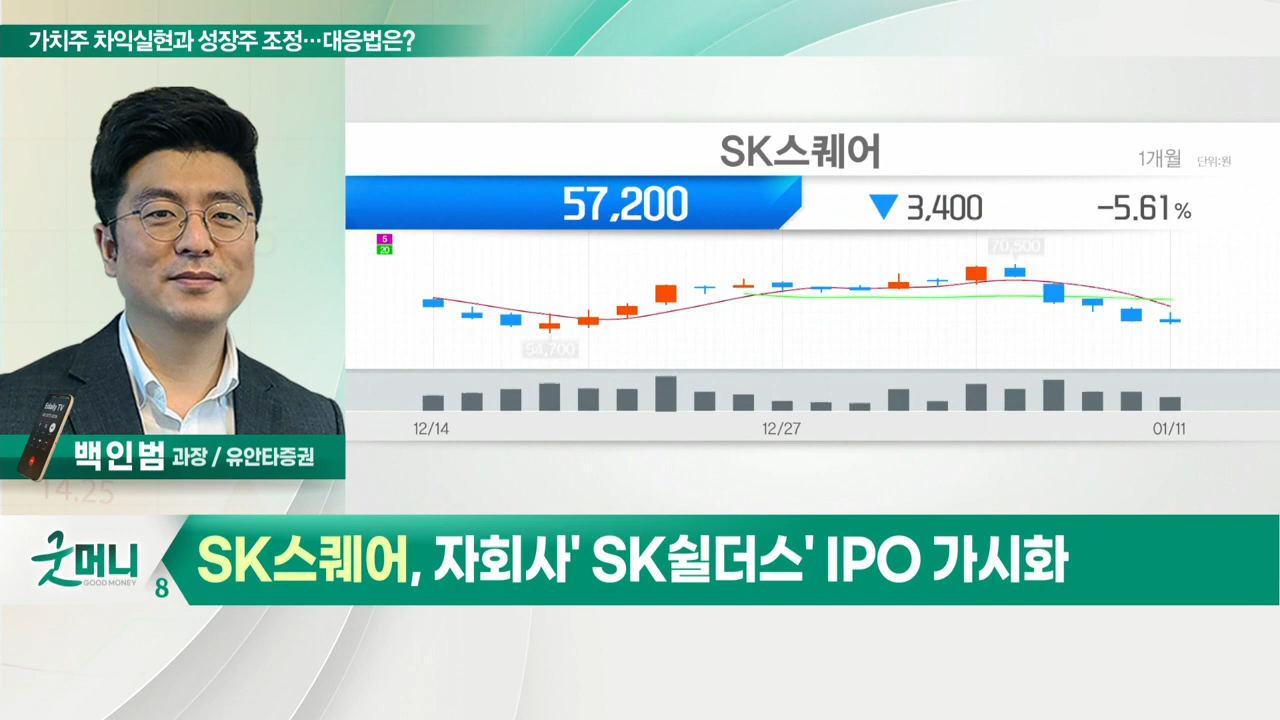 가치주 차익실현과 성장주 조정…대응법은?
SK스퀘어
1개월 단위:원
57,200 ▼ 3,400 -5.61%
5
20
70,500
54,700
12/14 12/27 01/11
Edaily TV
백인범 과장 / 유안타증권
14.25
굿머니
GOOD MONEY
8
SK스퀘어, 자회사' SK쉴더스' IPO 가시화